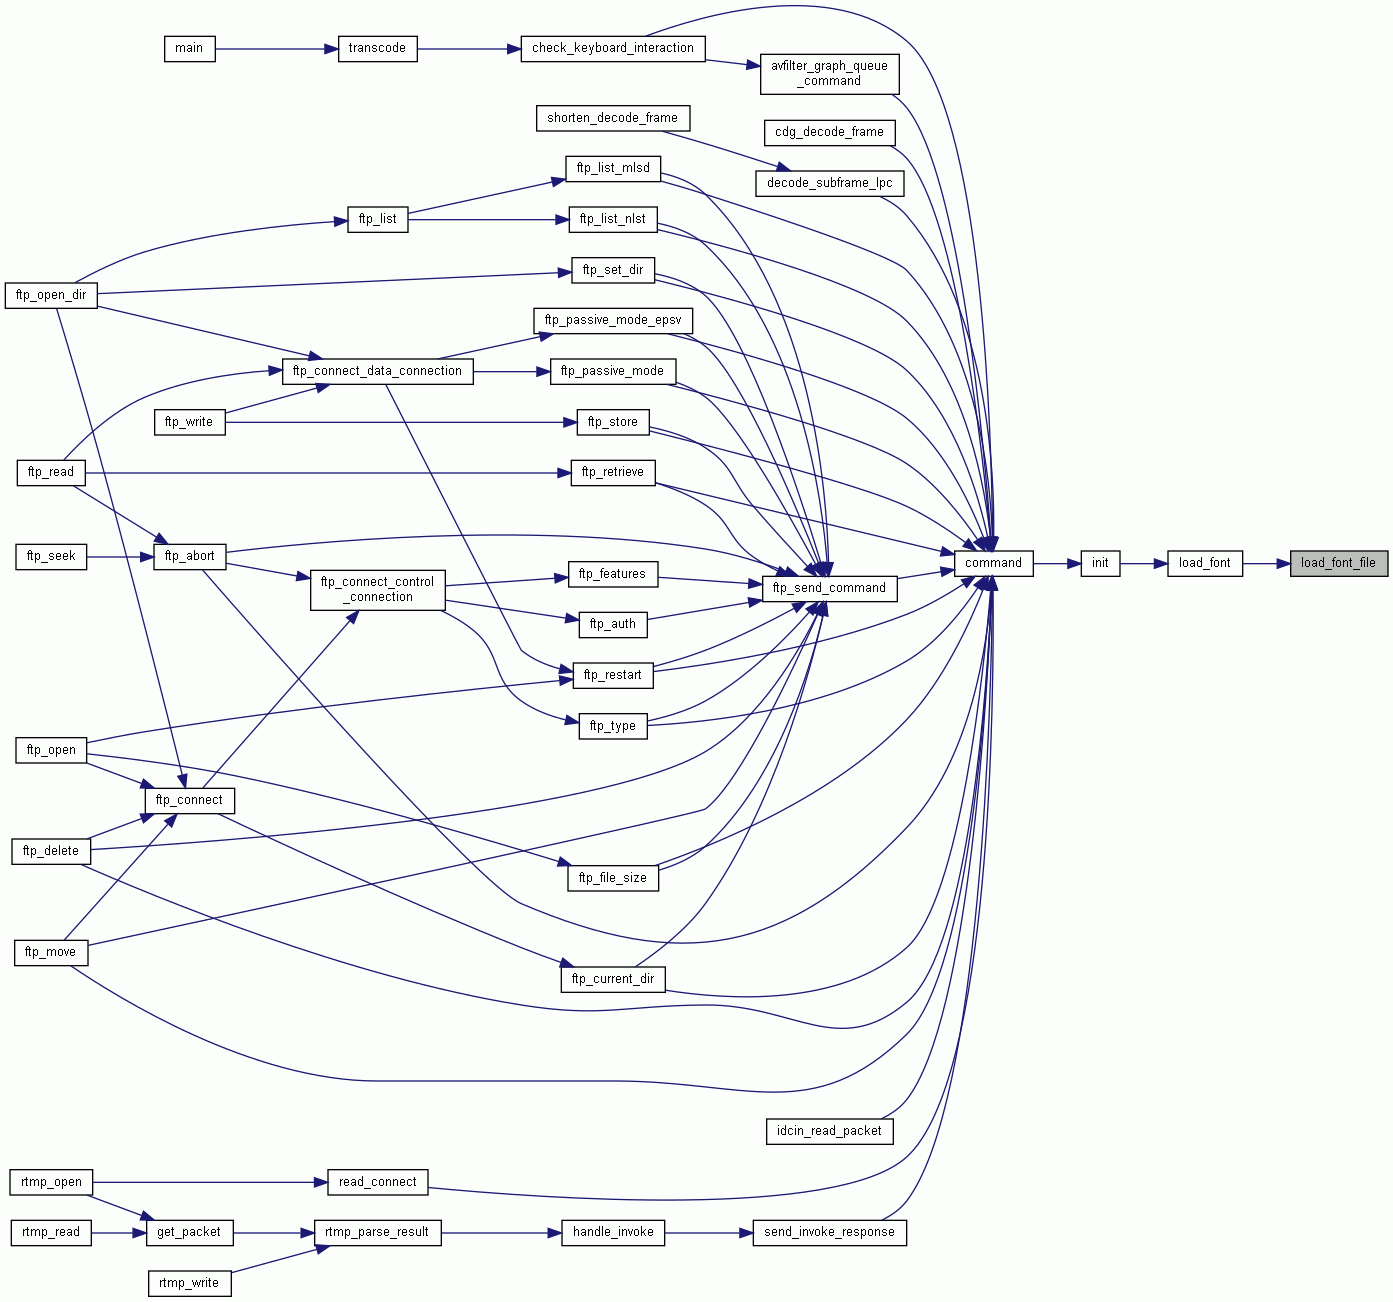 main
transcode
check_keyboard_interaction
avfilter_graph_queue
_command
shorten_decode_frame
cdg_decode_frame
ftp_list_mlsd
decode_subframe_lpc
ftp_list
ftp_list_nlst
ftp_set_dir
ftp_open_dir
ftp_passive_mode_epsv
ftp_connect_data_connection
ftp_passive_mode
ftp_write
ftp_store
ftp_read
ftp_retrieve
ftp_seek
ftp_abort
command
init
load_font
load_font_file
ftp_connect_control
_connection
ftp_features
ftp_send_command
ftp_auth
ftp_restart
ftp_type
ftp_open
ftp_connect
ftp_delete
ftp_file_size
ftp_move
ftp_current_dir
idcin_read_packet
rtmp_open
read_connect
rtmp_read
get_packet
rtmp_parse_result
handle_invoke
send_invoke_response
rtmp_write